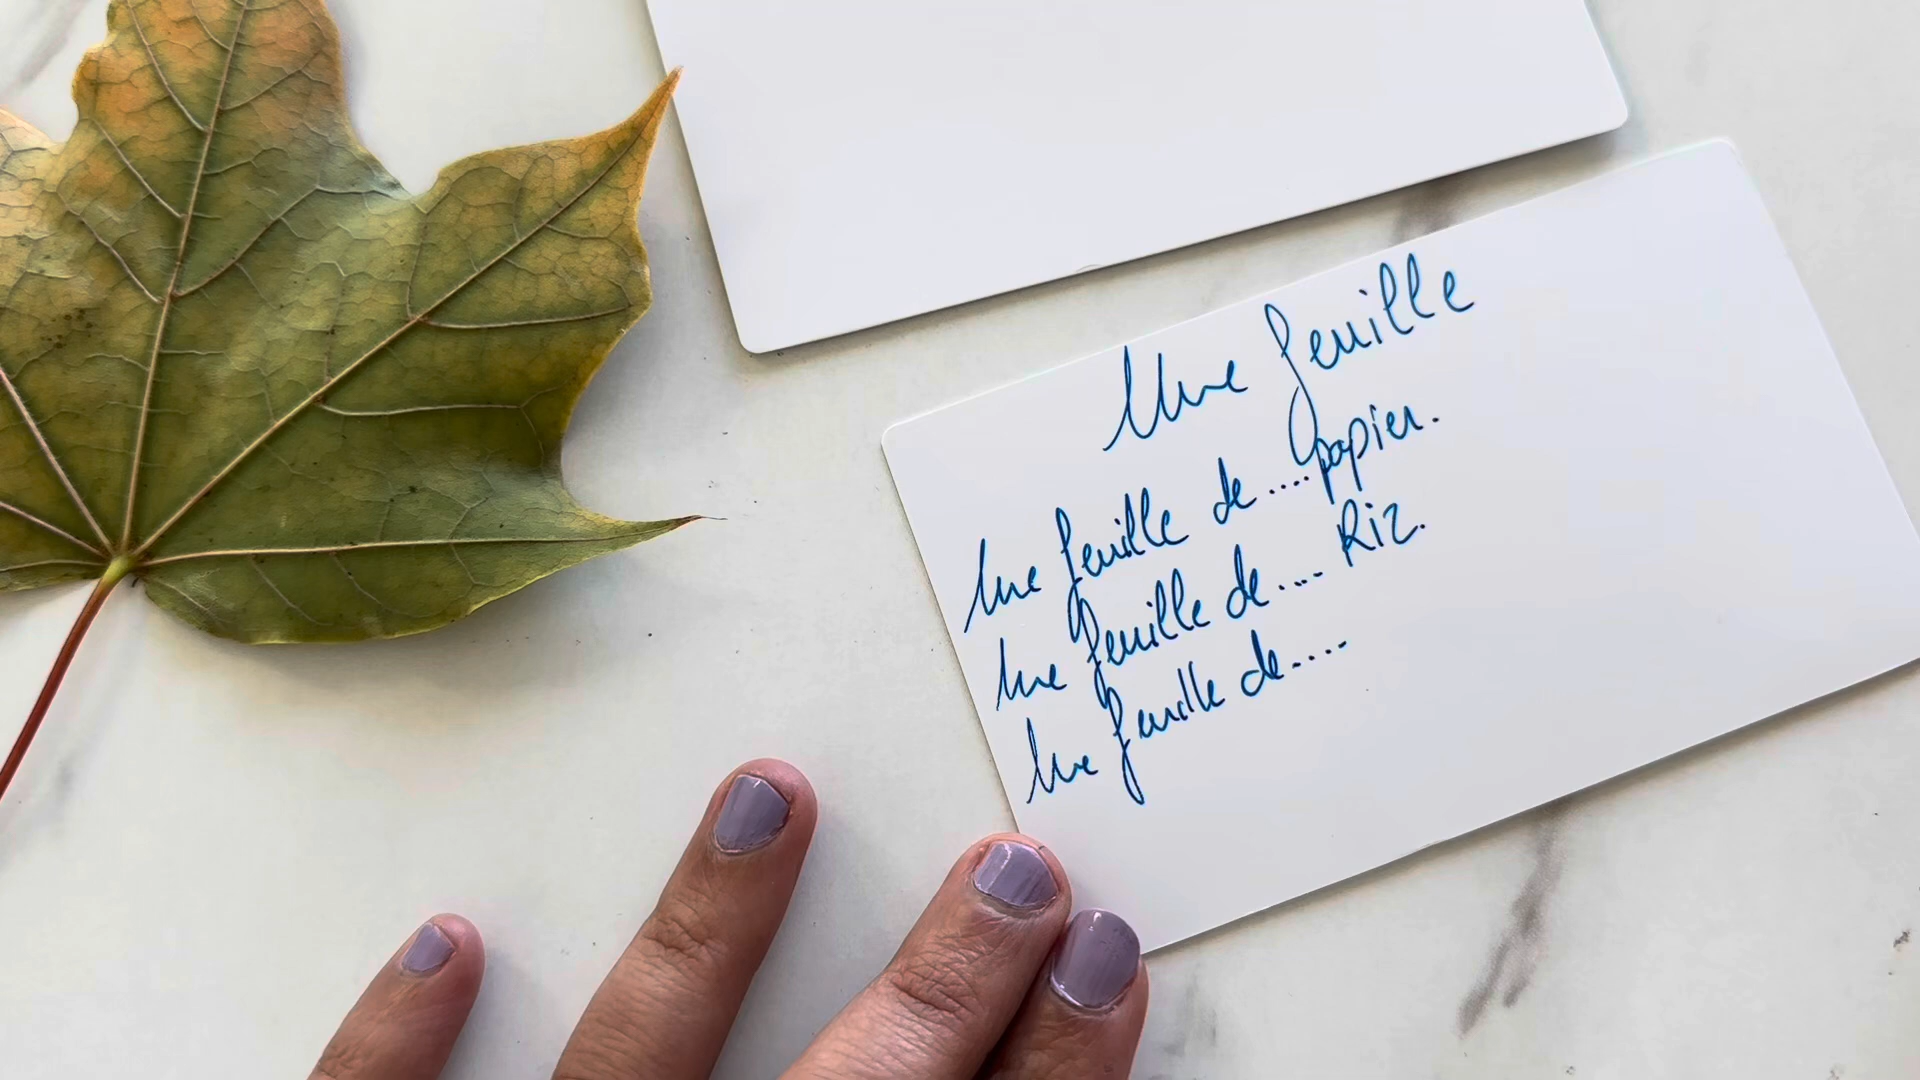 Une feuille
Une feuille de .... papier.
Une feuille de .... Riz.
Une feuille de ....